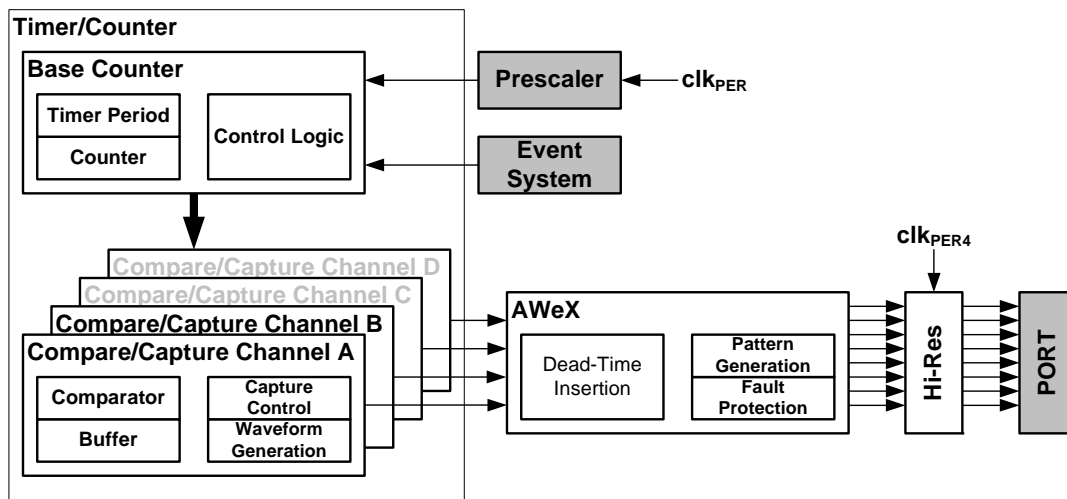 Timer/Counter
Base Counter
Timer Period
Counter
Control Logic
Prescaler
clkPER
Event
System
Compare/Capture Channel D
Compare/Capture Channel C
Compare/Capture Channel B
Compare/Capture Channel A
Comparator
Buffer
Capture
Control
Waveform
Generation
AWeX
Dead-Time
Insertion
Pattern
Generation
Fault
Protection
clkPER4
Hi-Res
PORT